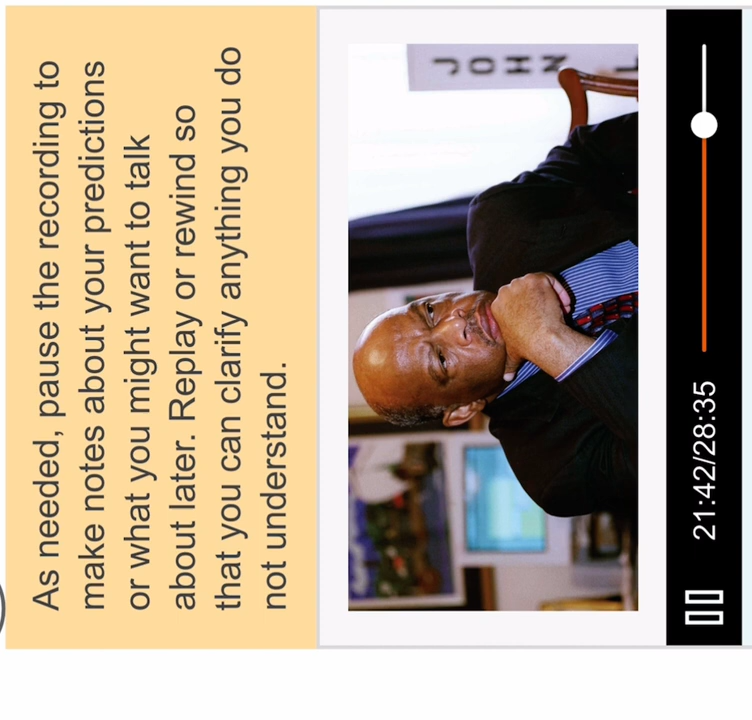 As needed, pause the recording to
make notes about your predictions
or what you might want to talk
about later. Replay or rewind so
that you can clarify anything you do
not understand.
JOHN
21:42/28:35